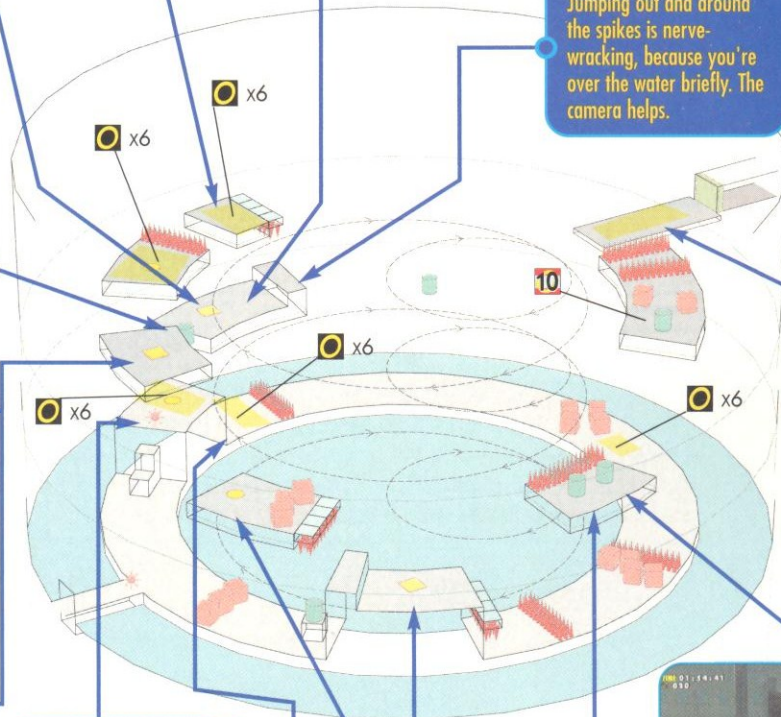 Jumping out and around
the spikes is nerve-
wracking, because you're
over the water briefly. The
camera helps.
x6
x6
10
x6
x6
x6